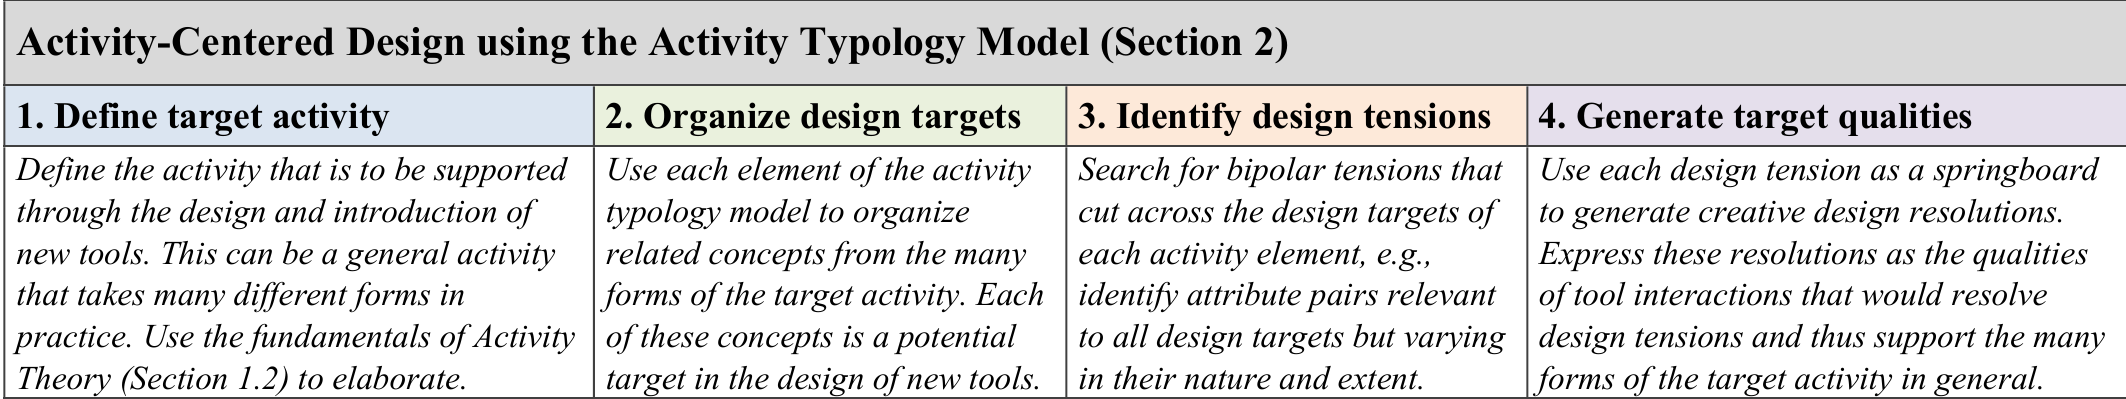 Activity-Centered Design using the Activity Typology Model (Section 2)
1. Define target activity
Define the activity that is to be supported
through the design and introduction of
new tools. This can be a general activity
that takes many different forms in
practice. Use the fundamentals of Activity
Theory (Section 1.2) to elaborate.
2. Organize design targets
Use each element of the activity
typology model to organize
related concepts from the many
forms of the target activity. Each
of these concepts is a potential
target in the design of new tools.
3. Identify design tensions
Search for bipolar tensions that
cut across the design targets of
each activity element, e.g.,
identify attribute pairs relevant
to all design targets but varying
in their nature and extent.
4. Generate target qualities
Use each design tension as a springboard
to generate creative design resolutions.
Express these resolutions as the qualities
of tool interactions that would resolve
design tensions and thus support the many
forms of the target activity in general.